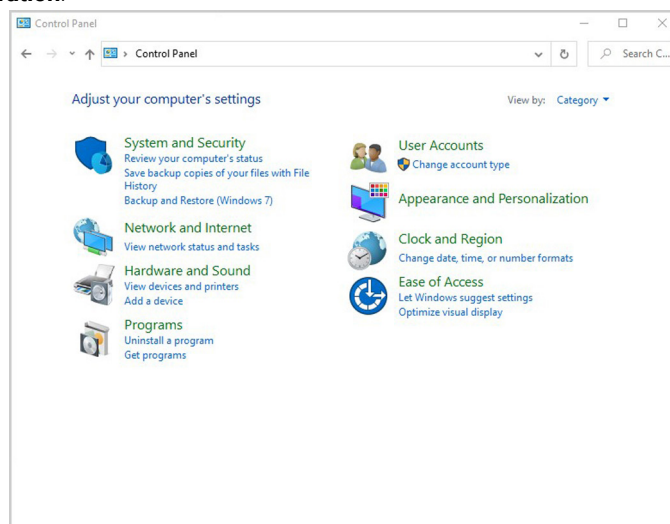 Control Panel
Control Panel
Search C...
Adjust your computer's settings
View by: Category
System and Security
Review your computer's status
Save backup copies of your files with File
History
Backup and Restore (Windows 7)
Network and Internet
View network status and tasks
Hardware and Sound
View devices and printers
Add a device
Programs
Uninstall a program
Get programs
User Accounts
Change account type
Appearance and Personalization
Clock and Region
Change date, time, or number formats
Ease of Access
Let Windows suggest settings
Optimize visual display